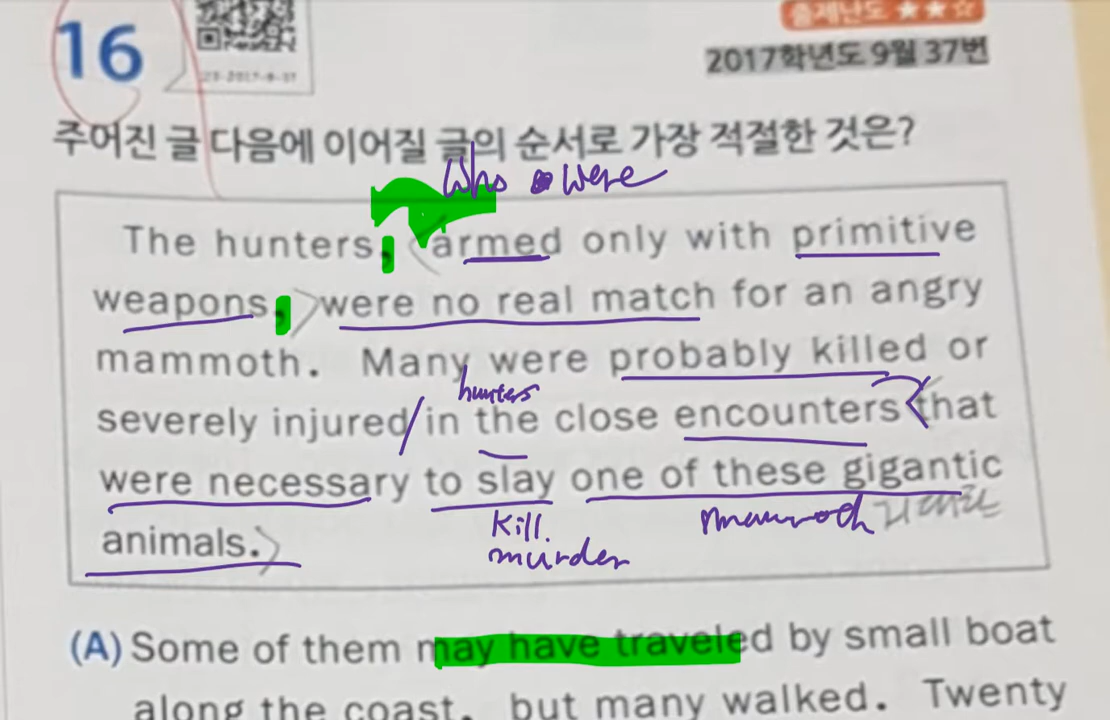 16
출제난도 ★★☆
2017학년도 9월 37번
주어진 글 다음에 이어질 글의 순서로 가장 적절한 것은?
who were
The hunters, armed only with primitive
weapons, were no real match for an angry
mammoth. Many were probably killed or
hunters
severely injured in the close encounters that
were necessary to slay one of these gigantic
kill.
murder
animals.
(A) Some of them may have traveled by small boat
along the coast, but many walked. Twenty